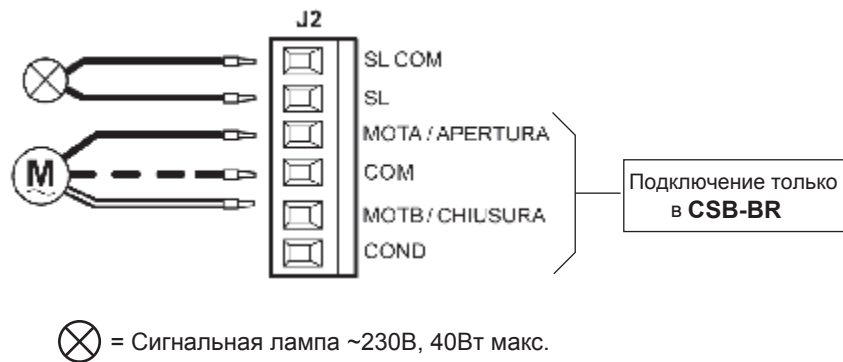 J2
SL COM
SL
MOTA / APERTURA
COM
MOTB / CHIUSURA
COND
M
Подключение только
в CSB-BR
= Сигнальная лампа ~230В, 40Вт макс.